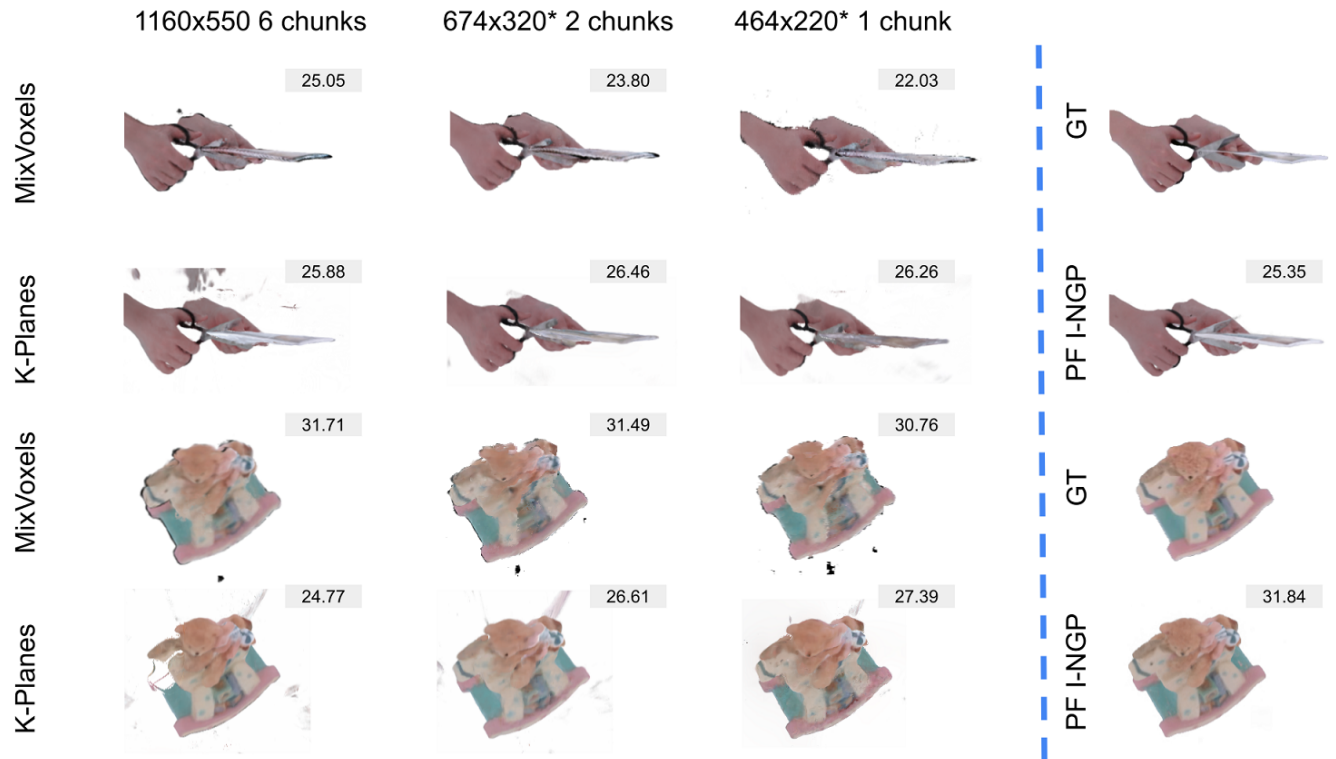 1160x550 6 chunks
674x320* 2 chunks
464x220* 1 chunk
MixVoxels
25.05
23.80
22.03
GT
K-Planes
25.88
26.46
26.26
PF I-NGP
25.35
MixVoxels
31.71
31.49
30.76
GT
K-Planes
24.77
26.61
27.39
PF I-NGP
31.84